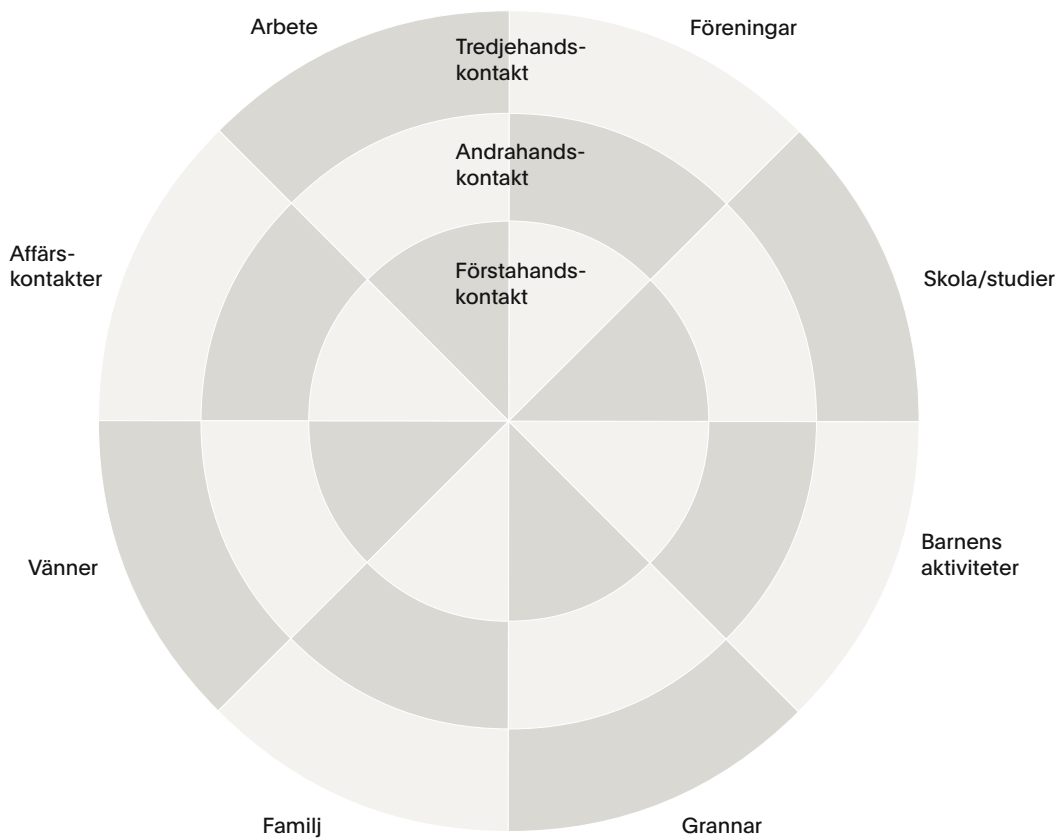 Arbete
Föreningar
Tredjehands-
kontakt
Andrahands-
kontakt
Affärs-
kontakter
Förstahands-
kontakt
Skola/studier
Vänner
Barnens
aktiviteter
Familj
Grannar